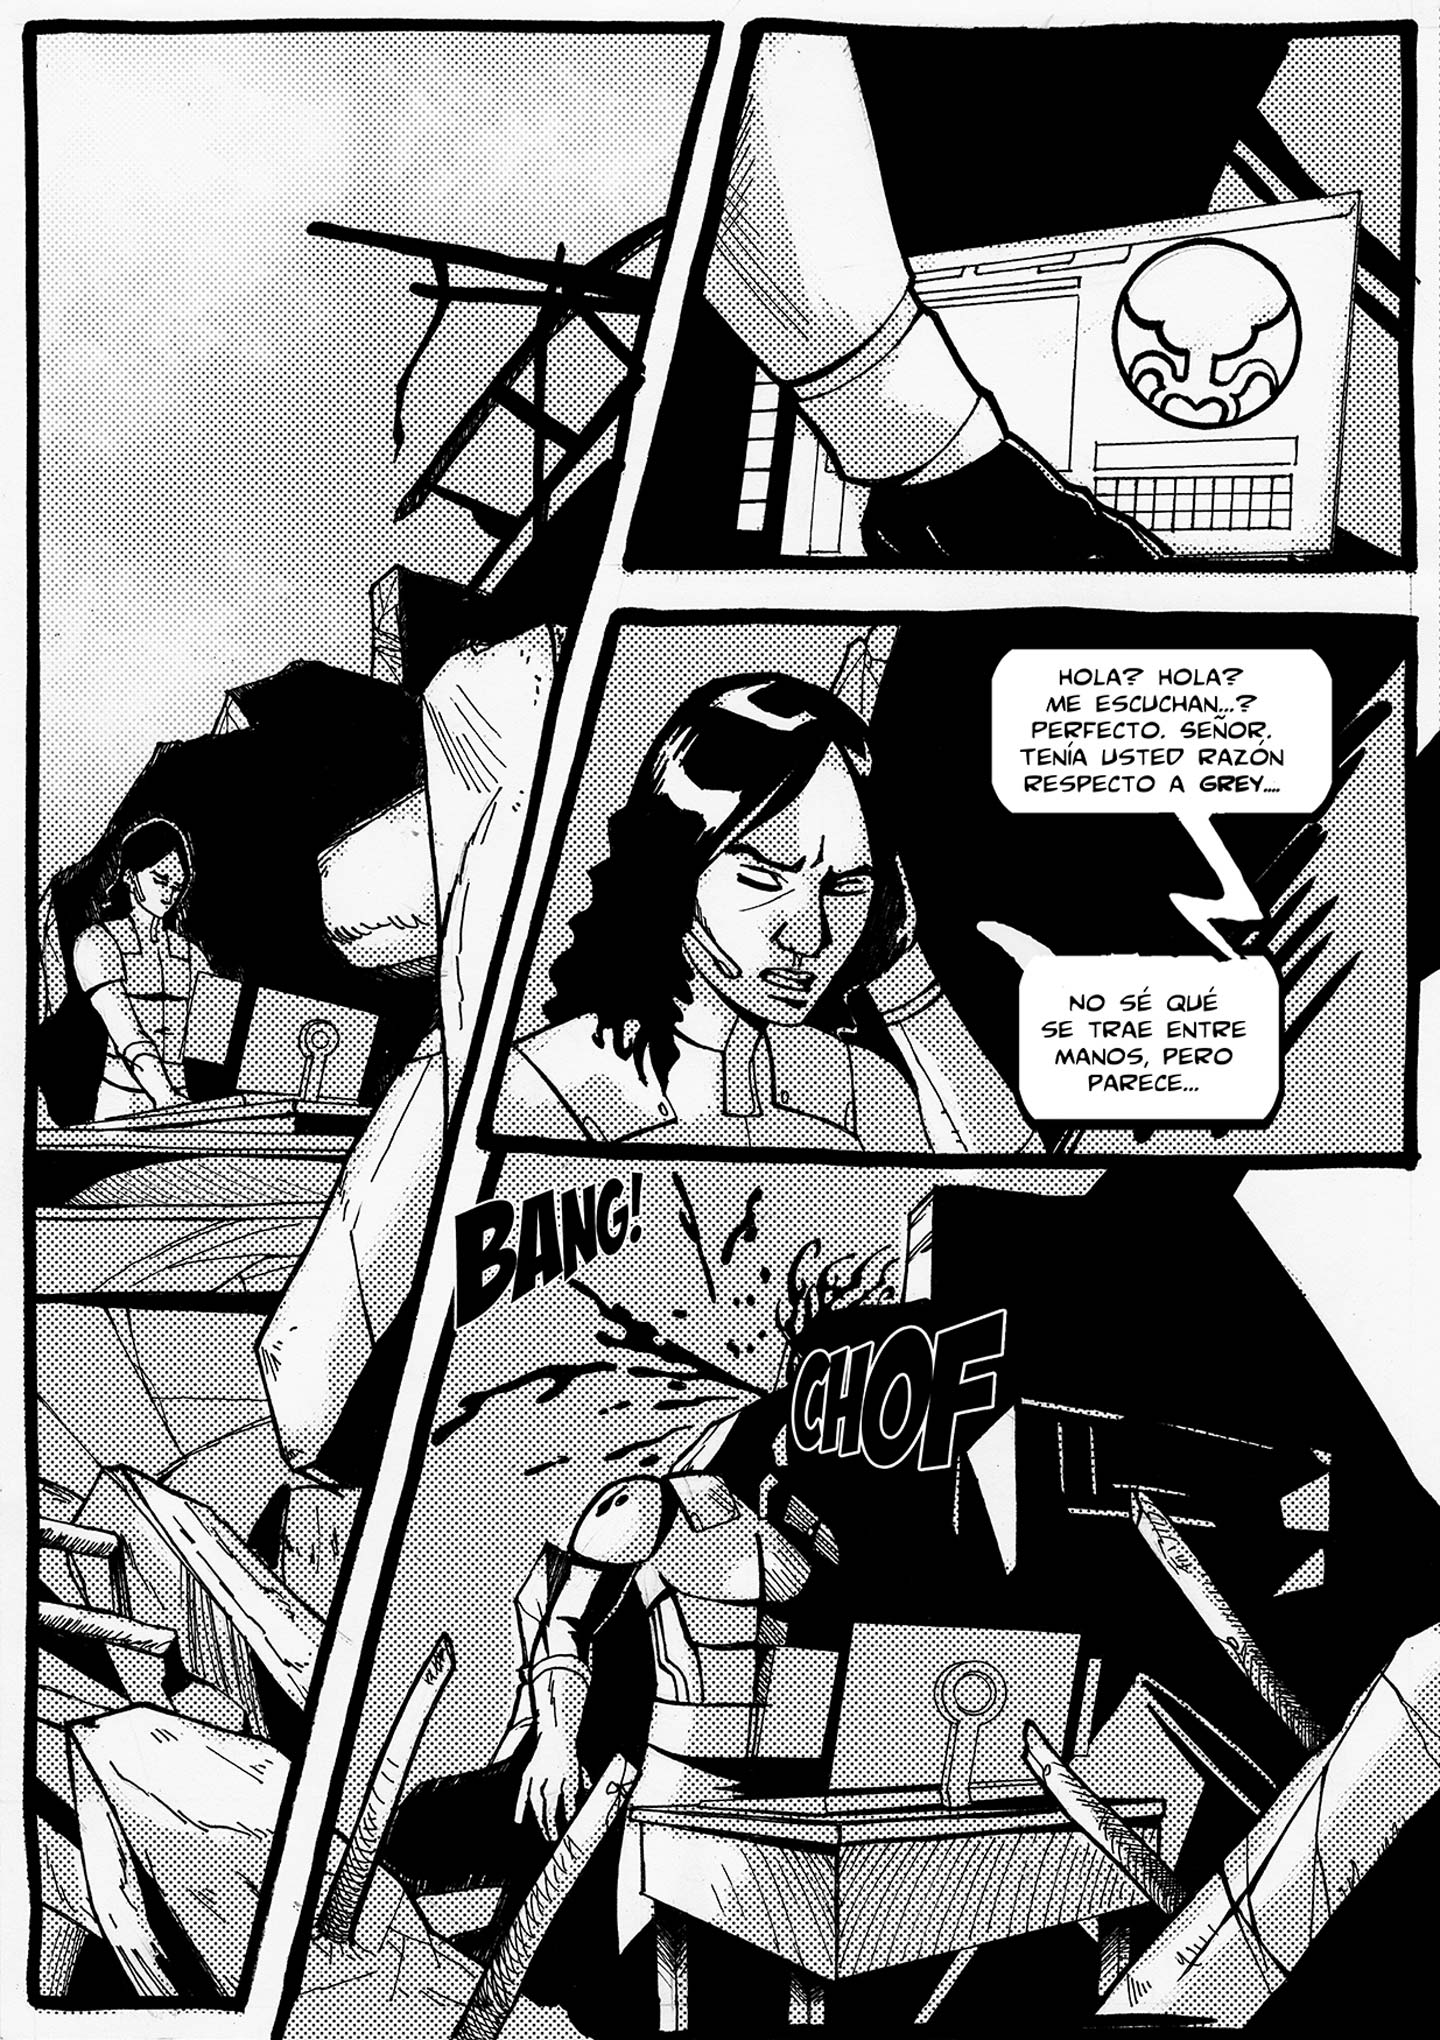 HOLA? HOLA?
ME ESCUCHAN...?
PERFECTO. SEÑOR.
TENÍA USTED RAZÓN
RESPECTO A GREY....
NO SÉ QUÉ
SE TRAE ENTRE
MANOS, PERO
PARECE...
BANG!
CHOF